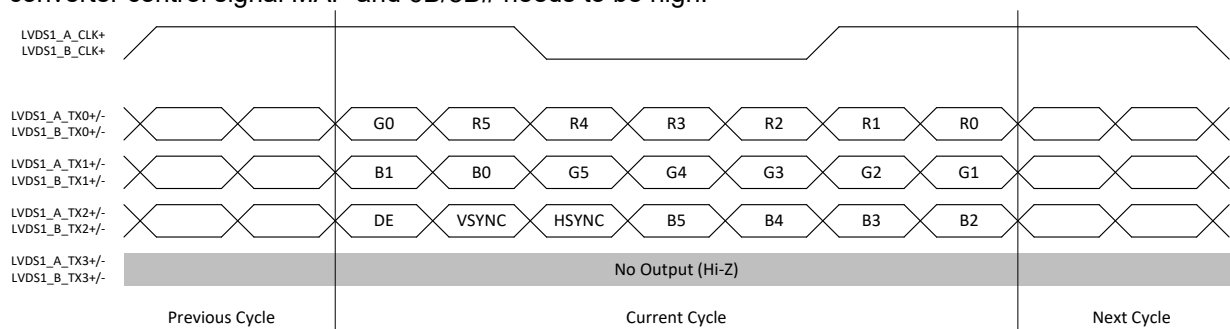 converter control signal MAP and 6B/8B# needs to be high.
LVDS1_A_CLK+
LVDS1_B_CLK+
LVDS1_A_TX0+/-
LVDS1_B_TX0+/-
G0 R5 R4 R3 R2 R1 R0
LVDS1_A_TX1+/-
LVDS1_B_TX1+/-
B1 B0 G5 G4 G3 G2 G1
LVDS1_A_TX2+/-
LVDS1_B_TX2+/-
DE VSYNC HSYNC B5 B4 B3 B2
LVDS1_A_TX3+/-
LVDS1_B_TX3+/-
No Output (Hi-Z)
Previous Cycle Current Cycle Next Cycle